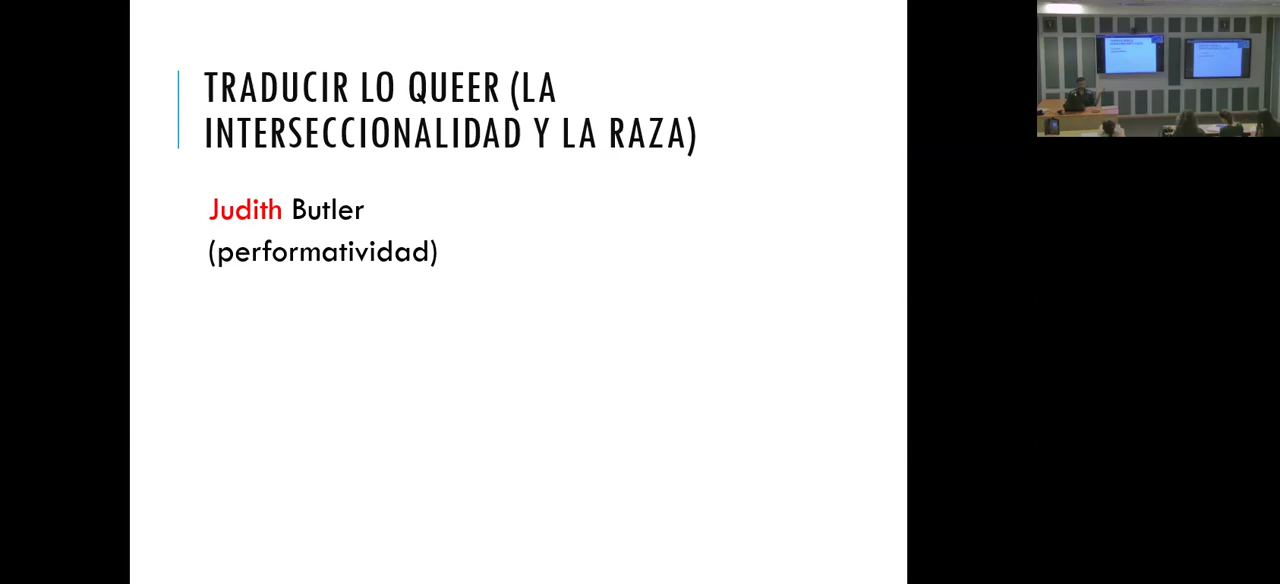 TRADUCIR LO QUEER (LA
INTERSECCIONALIDAD Y LA RAZA)
Judith Butler
(performatividad)